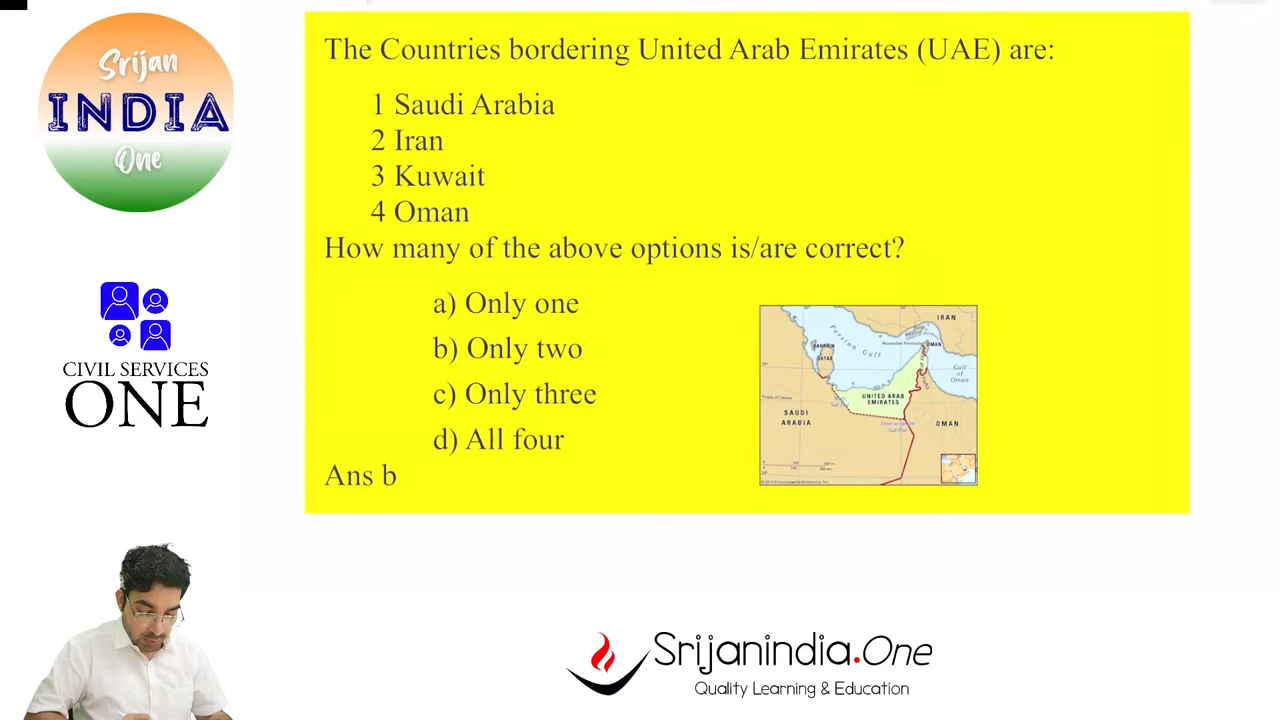 Srijan
INDIA
One
CIVIL SERVICES
ONE
The Countries bordering United Arab Emirates (UAE) are:
1 Saudi Arabia
2 Iran
3 Kuwait
4 Oman
How many of the above options is/are correct?
a) Only one
b) Only two
c) Only three
d) All four
Ans b
IRAN
Persian Gulf
BAHRAIN
QATAR
OMAN
Gulf
of
Oman
UNITED ARAB
EMIRATES
SAUDI
ARABIA
OMAN
Srijanindia.One
Quality Learning & Education